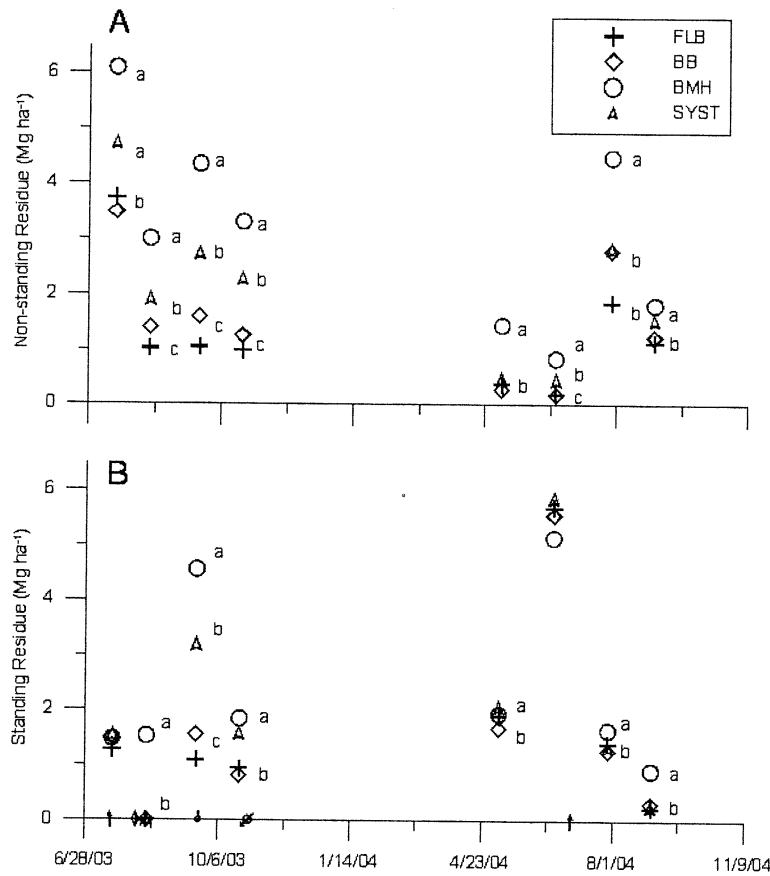 A
FLB
BB
BMH
SYST
Non-standing Residue (Mg ha⁻¹)
6
4
2
0
a
a
b
a
b
c
a
b
c
a
b
c
a
b
a
b
c
a
b
b
a
b
B
Standing Residue (Mg ha⁻¹)
6
4
2
0
a
b
a
b
c
a
b
a
b
a
b
a
b
6/28/03
10/6/03
1/14/04
4/23/04
8/1/04
11/9/04